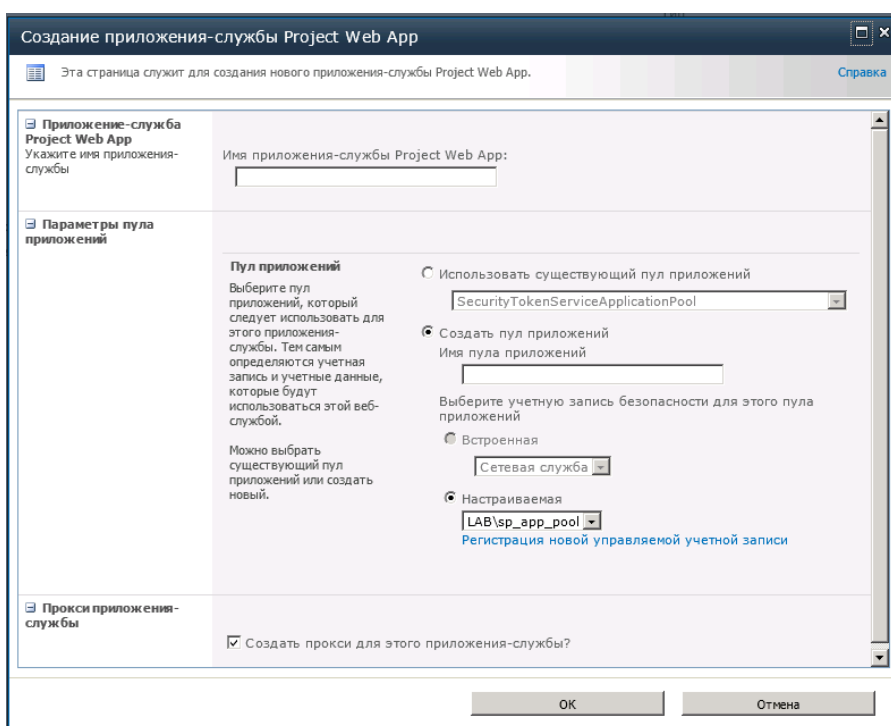 Создание приложения-службы Project Web App
Эта страница служит для создания нового приложения-службы Project Web App.
Справка
Приложение-служба
Project Web App
Укажите имя приложения-
службы
Имя приложения-службы Project Web App:
Параметры пула
приложений
Пул приложений
Выберите пул
приложений, который
следует использовать для
этого приложения-
службы. Тем самым
определяются учетная
запись и учетные данные,
которые будут
использоваться этой веб-
службой.
Можно выбрать
существующий пул
приложений или создать
новый.
Использовать существующий пул приложений
SecurityTokenServiceApplicationPool
Создать пул приложений
Имя пула приложений
Выберите учетную запись безопасности для этого пула
приложений
Встроенная
Сетевая служба
Настраиваемая
LAB\sp_app_pool
Регистрация новой управляемой учетной записи
Прокси приложения-
службы
Создать прокси для этого приложения-службы?
ОК
Отмена